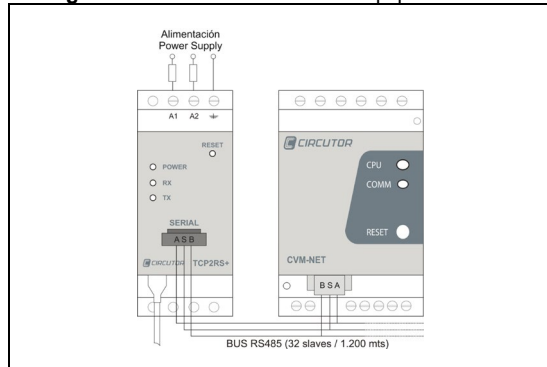 Alimentación
Power Supply
A1 A2
RESET
POWER
RX
TX
SERIAL
A S B
CIRCUTOR TCP2RS+
CIRCUTOR
CPU
COMM
RESET
CVM-NET
B S A
BUS RS485 (32 slaves / 1.200 mts)